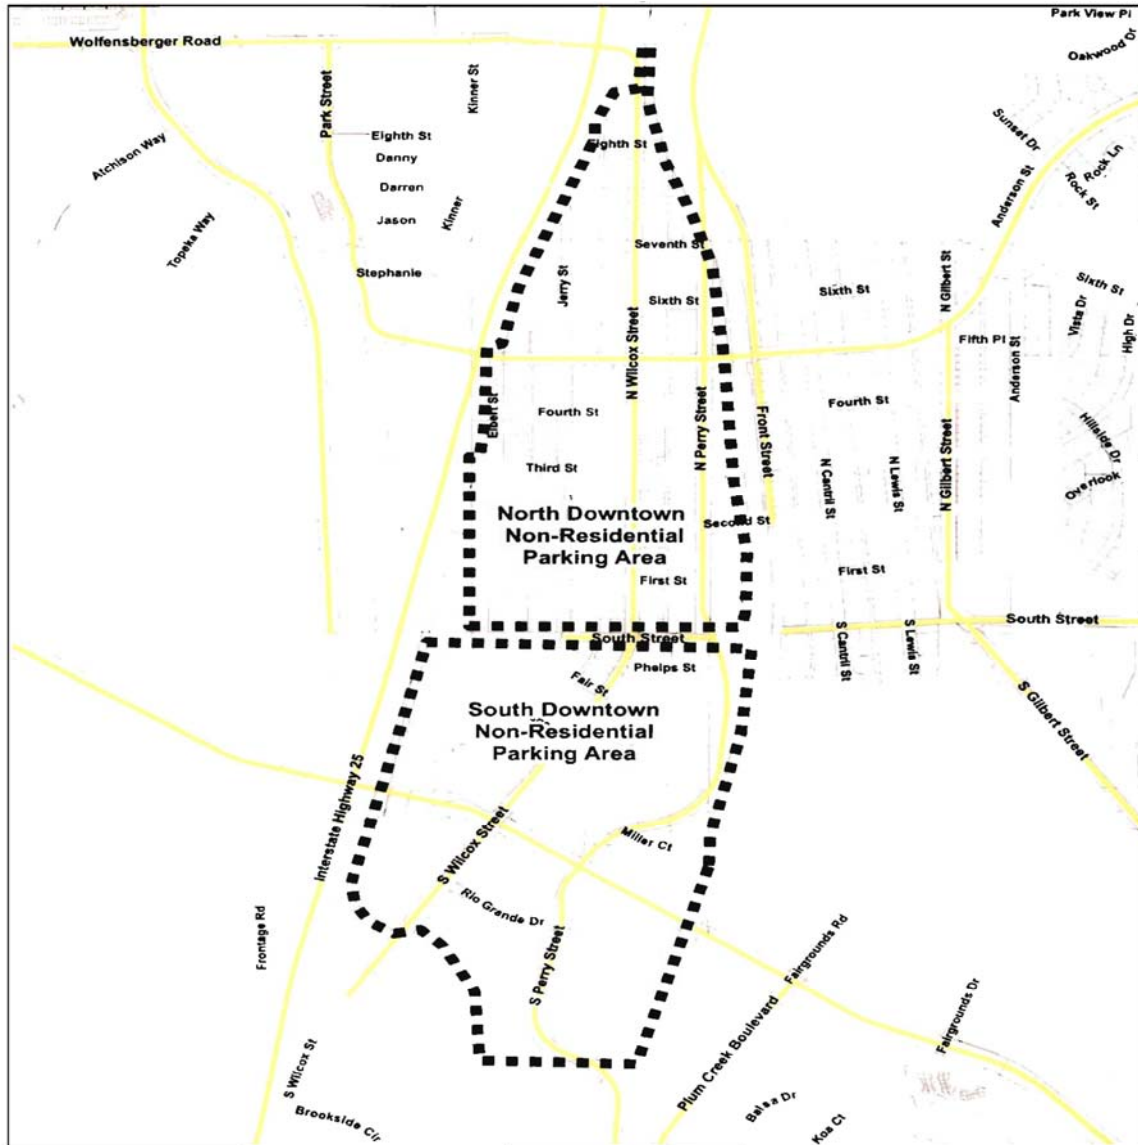 Park View Pl
Wolfensberger Road
Oakwood Dr
Kinner St
Park Street
Eighth St
Danny
Darren
Jason
Kinner
Stephanie
Atchison Way
Topeka Way
Eighth St
Seventh St
Jerry St
Sixth St
N Wilcox Street
Sunset Dr
Anderson St
Rock Ln
Rock St
Sixth St
N Gilbert St
Sixth St
Vista Dr
High Dr
Fifth Pl
Anderson St
Elbert St
Fourth St
N Perry Street
Front Street
Fourth St
Third St
N Cantril St
N Lewis St
N Gilbert Street
Hillside Dr
Overlook
North Downtown
Non-Residential
Parking Area
Second St
First St
First St
South Street
South Street
S Cantril St
S Lewis St
Phelps St
Fair St
South Downtown
Non-Residential
Parking Area
S Gilbert Street
Interstate Highway 25
S Wilcox Street
Miller Ct
Rio Grande Dr
Frontage Rd
S Perry Street
Fairgrounds Rd
Plum Creek Boulevard
Fairgrounds Dr
S Wilcox St
Brookside Cir
Balsa Dr
Koa Ct